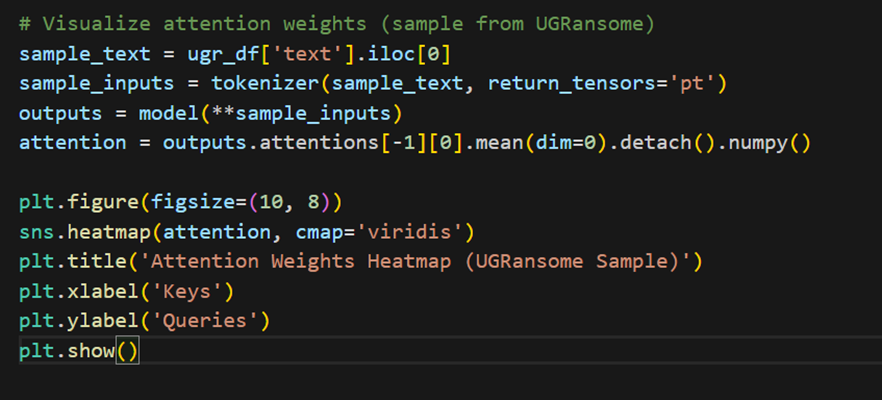 # Visualize attention weights (sample from UGRansome)
sample_text = ugr_df['text'].iloc[0]
sample_inputs = tokenizer(sample_text, return_tensors='pt')
outputs = model(**sample_inputs)
attention = outputs.attentions[-1][0].mean(dim=0).detach().numpy()
plt.figure(figsize=(10, 8))
sns.heatmap(attention, cmap='viridis')
plt.title('Attention Weights Heatmap (UGRansome Sample)')
plt.xlabel('Keys')
plt.ylabel('Queries')
plt.show()